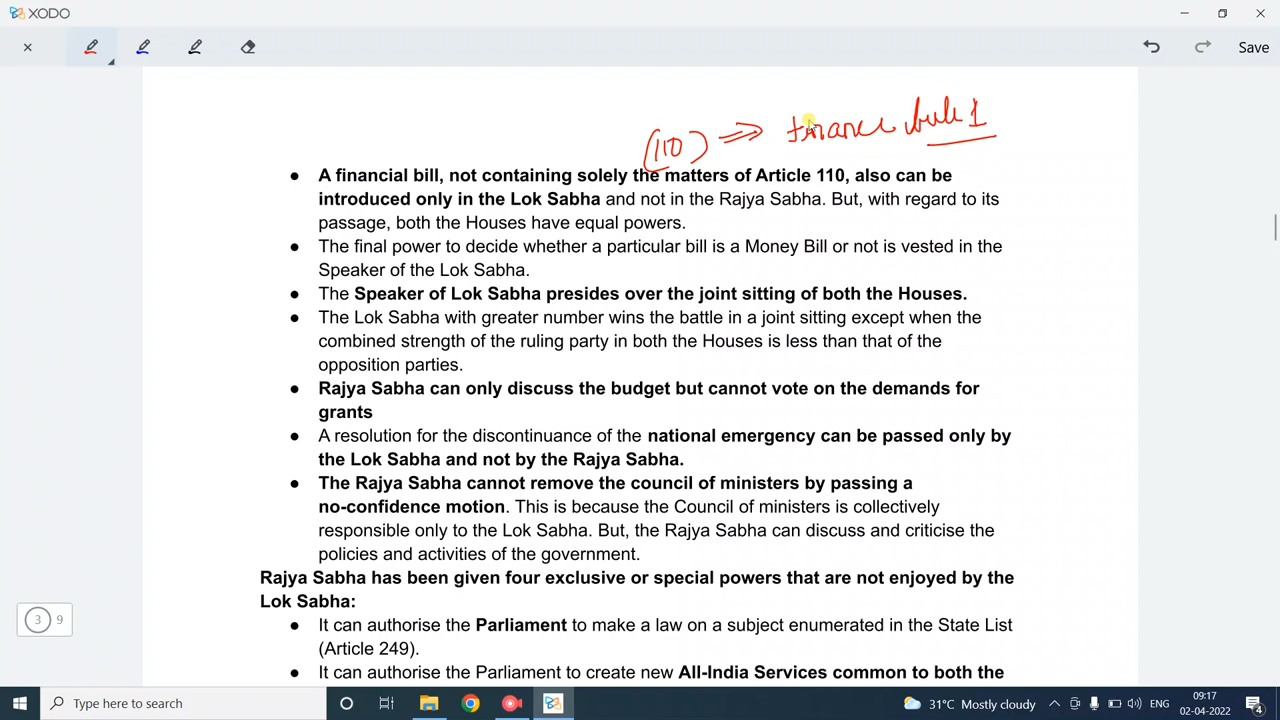 XODO
Save
(110) ⇒ finance bill 1
● A financial bill, not containing solely the matters of Article 110, also can be
introduced only in the Lok Sabha and not in the Rajya Sabha. But, with regard to its
passage, both the Houses have equal powers.
● The final power to decide whether a particular bill is a Money Bill or not is vested in the
Speaker of the Lok Sabha.
● The Speaker of Lok Sabha presides over the joint sitting of both the Houses.
● The Lok Sabha with greater number wins the battle in a joint sitting except when the
combined strength of the ruling party in both the Houses is less than that of the
opposition parties.
● Rajya Sabha can only discuss the budget but cannot vote on the demands for
grants
● A resolution for the discontinuance of the national emergency can be passed only by
the Lok Sabha and not by the Rajya Sabha.
● The Rajya Sabha cannot remove the council of ministers by passing a
no-confidence motion. This is because the Council of ministers is collectively
responsible only to the Lok Sabha. But, the Rajya Sabha can discuss and criticise the
policies and activities of the government.
Rajya Sabha has been given four exclusive or special powers that are not enjoyed by the
Lok Sabha:
● It can authorise the Parliament to make a law on a subject enumerated in the State List
(Article 249).
● It can authorise the Parliament to create new All-India Services common to both the
3 9
Type here to search
31°C Mostly cloudy
09:17
02-04-2022
4